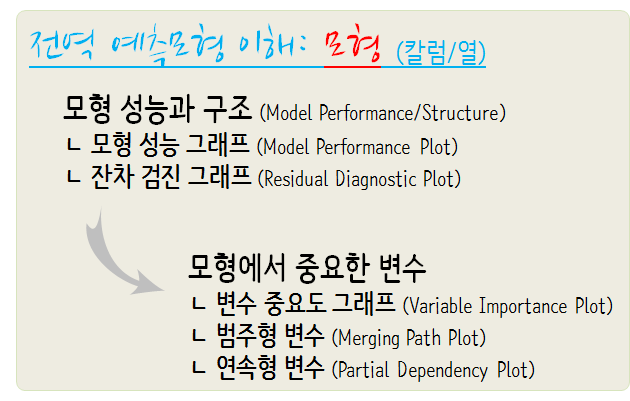 전역 예측모형 이해: 모형 (칼럼/열)
모형 성능과 구조 (Model Performance/Structure)
ㄴ 모형 성능 그래프 (Model Performance Plot)
ㄴ 잔차 검진 그래프 (Residual Diagnostic Plot)
모형에서 중요한 변수
ㄴ 변수 중요도 그래프 (Variable Importance Plot)
ㄴ 범주형 변수 (Merging Path Plot)
ㄴ 연속형 변수 (Partial Dependency Plot)